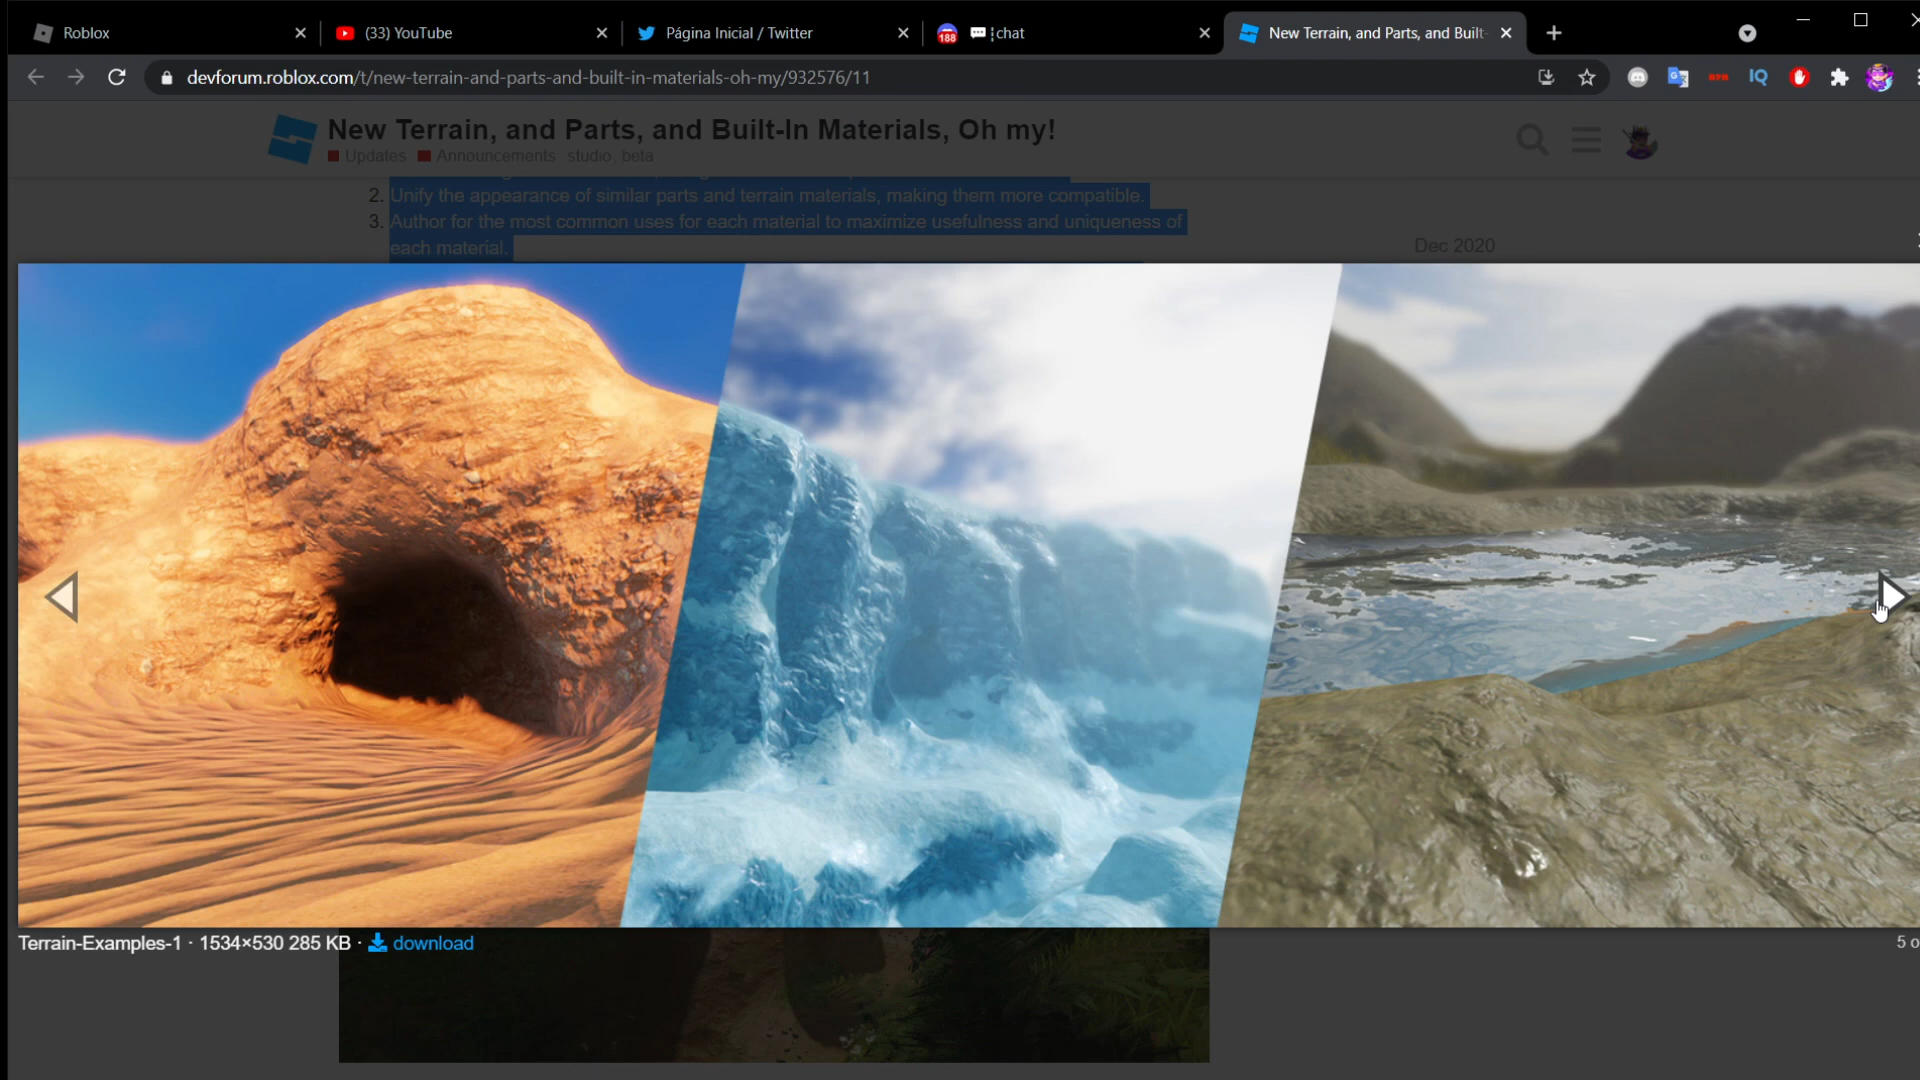 Roblox
(33) YouTube
Página Inicial / Twitter
188
chat
New Terrain, and Parts, and Built-
devforum.roblox.com/t/new-terrain-and-parts-and-built-in-materials-oh-my/932576/11
IQ
New Terrain, and Parts, and Built-In Materials, Oh my!
Updates Announcements studio, beta
2. Unify the appearance of similar parts and terrain materials, making them more compatible.
3. Author for the most common uses for each material to maximize usefulness and uniqueness of
each material.
Dec 2020
Terrain-Examples-1 · 1534×530 285 KB · download
5 o